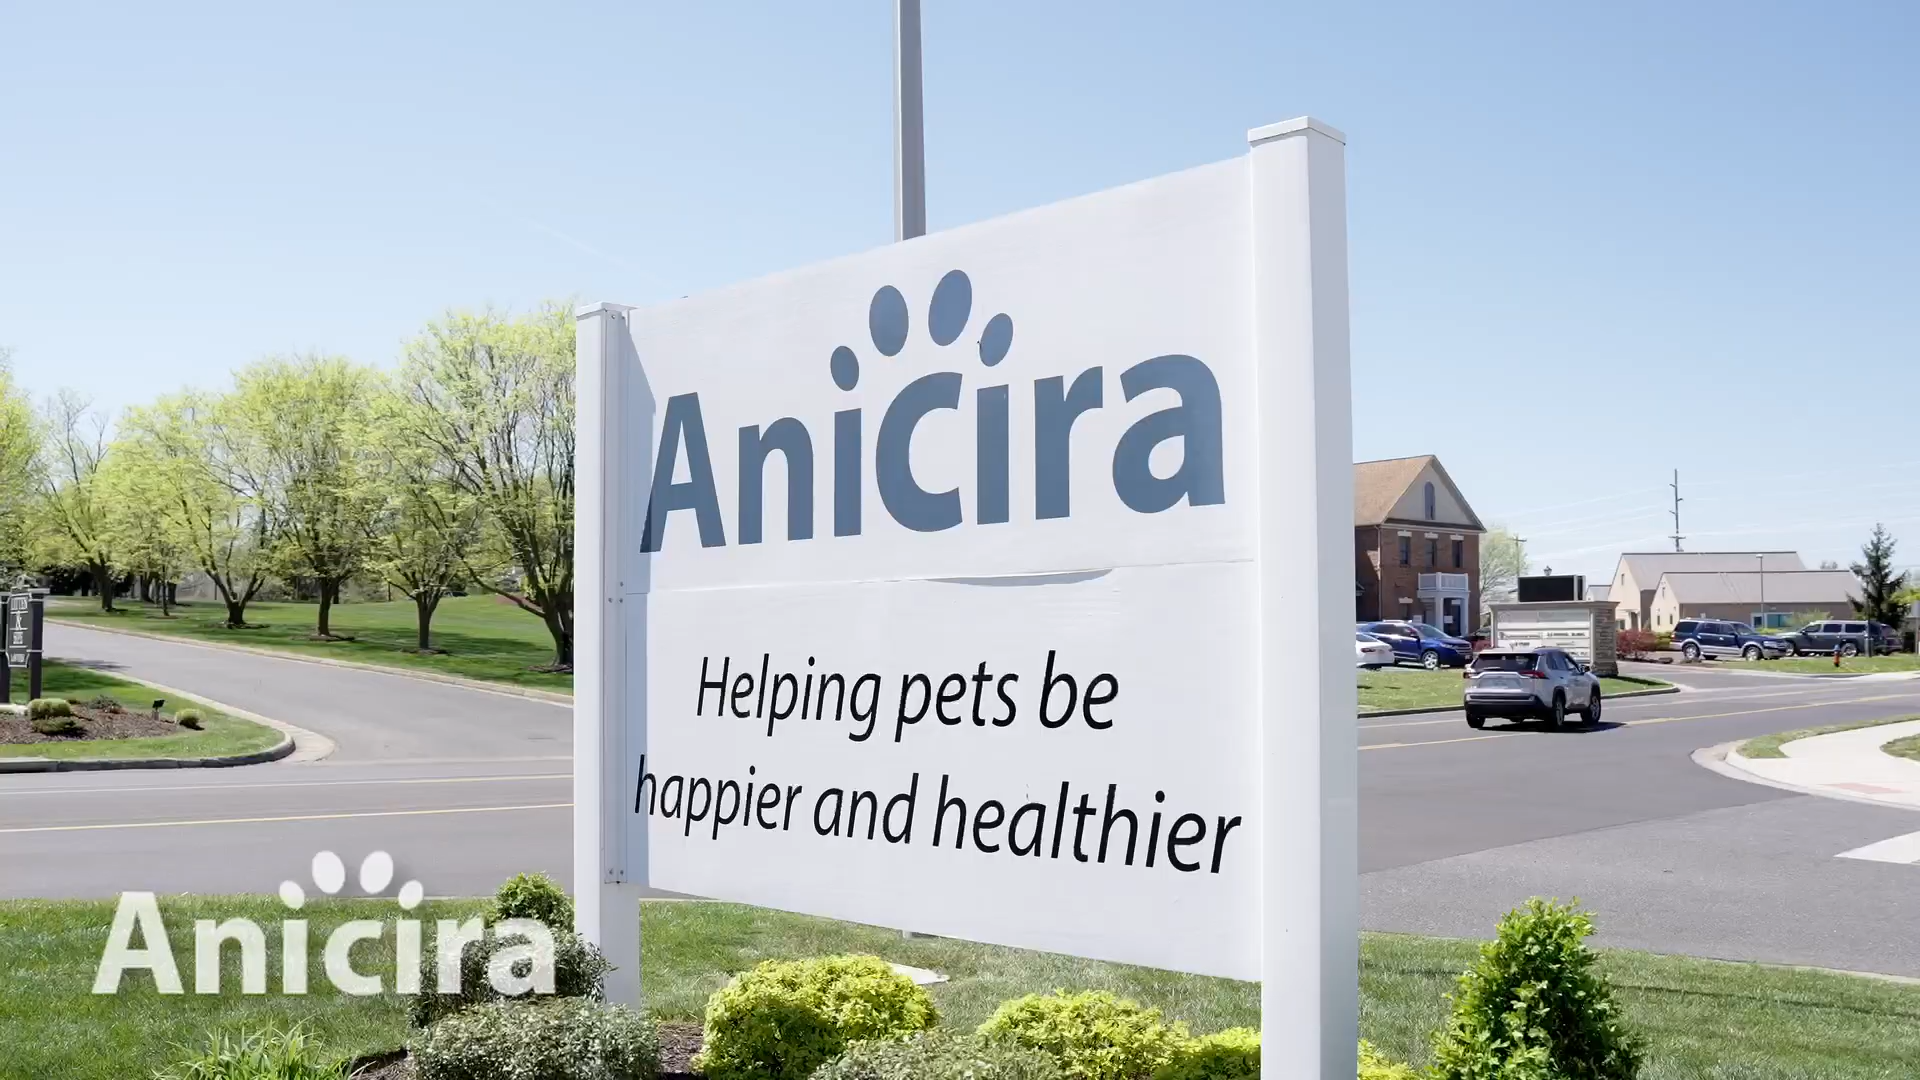 Anicira
Helping pets be
happier and healthier
Anicira